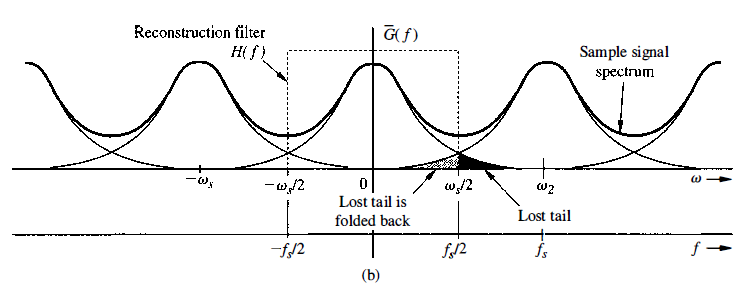 Reconstruction filter
H(f)
G̅(f)
Sample signal
spectrum
−ωs
−ωs/2
0
ωs/2
ω2
ω
Lost tail is
folded back
Lost tail
−fs/2
fs/2
fs
f
(b)